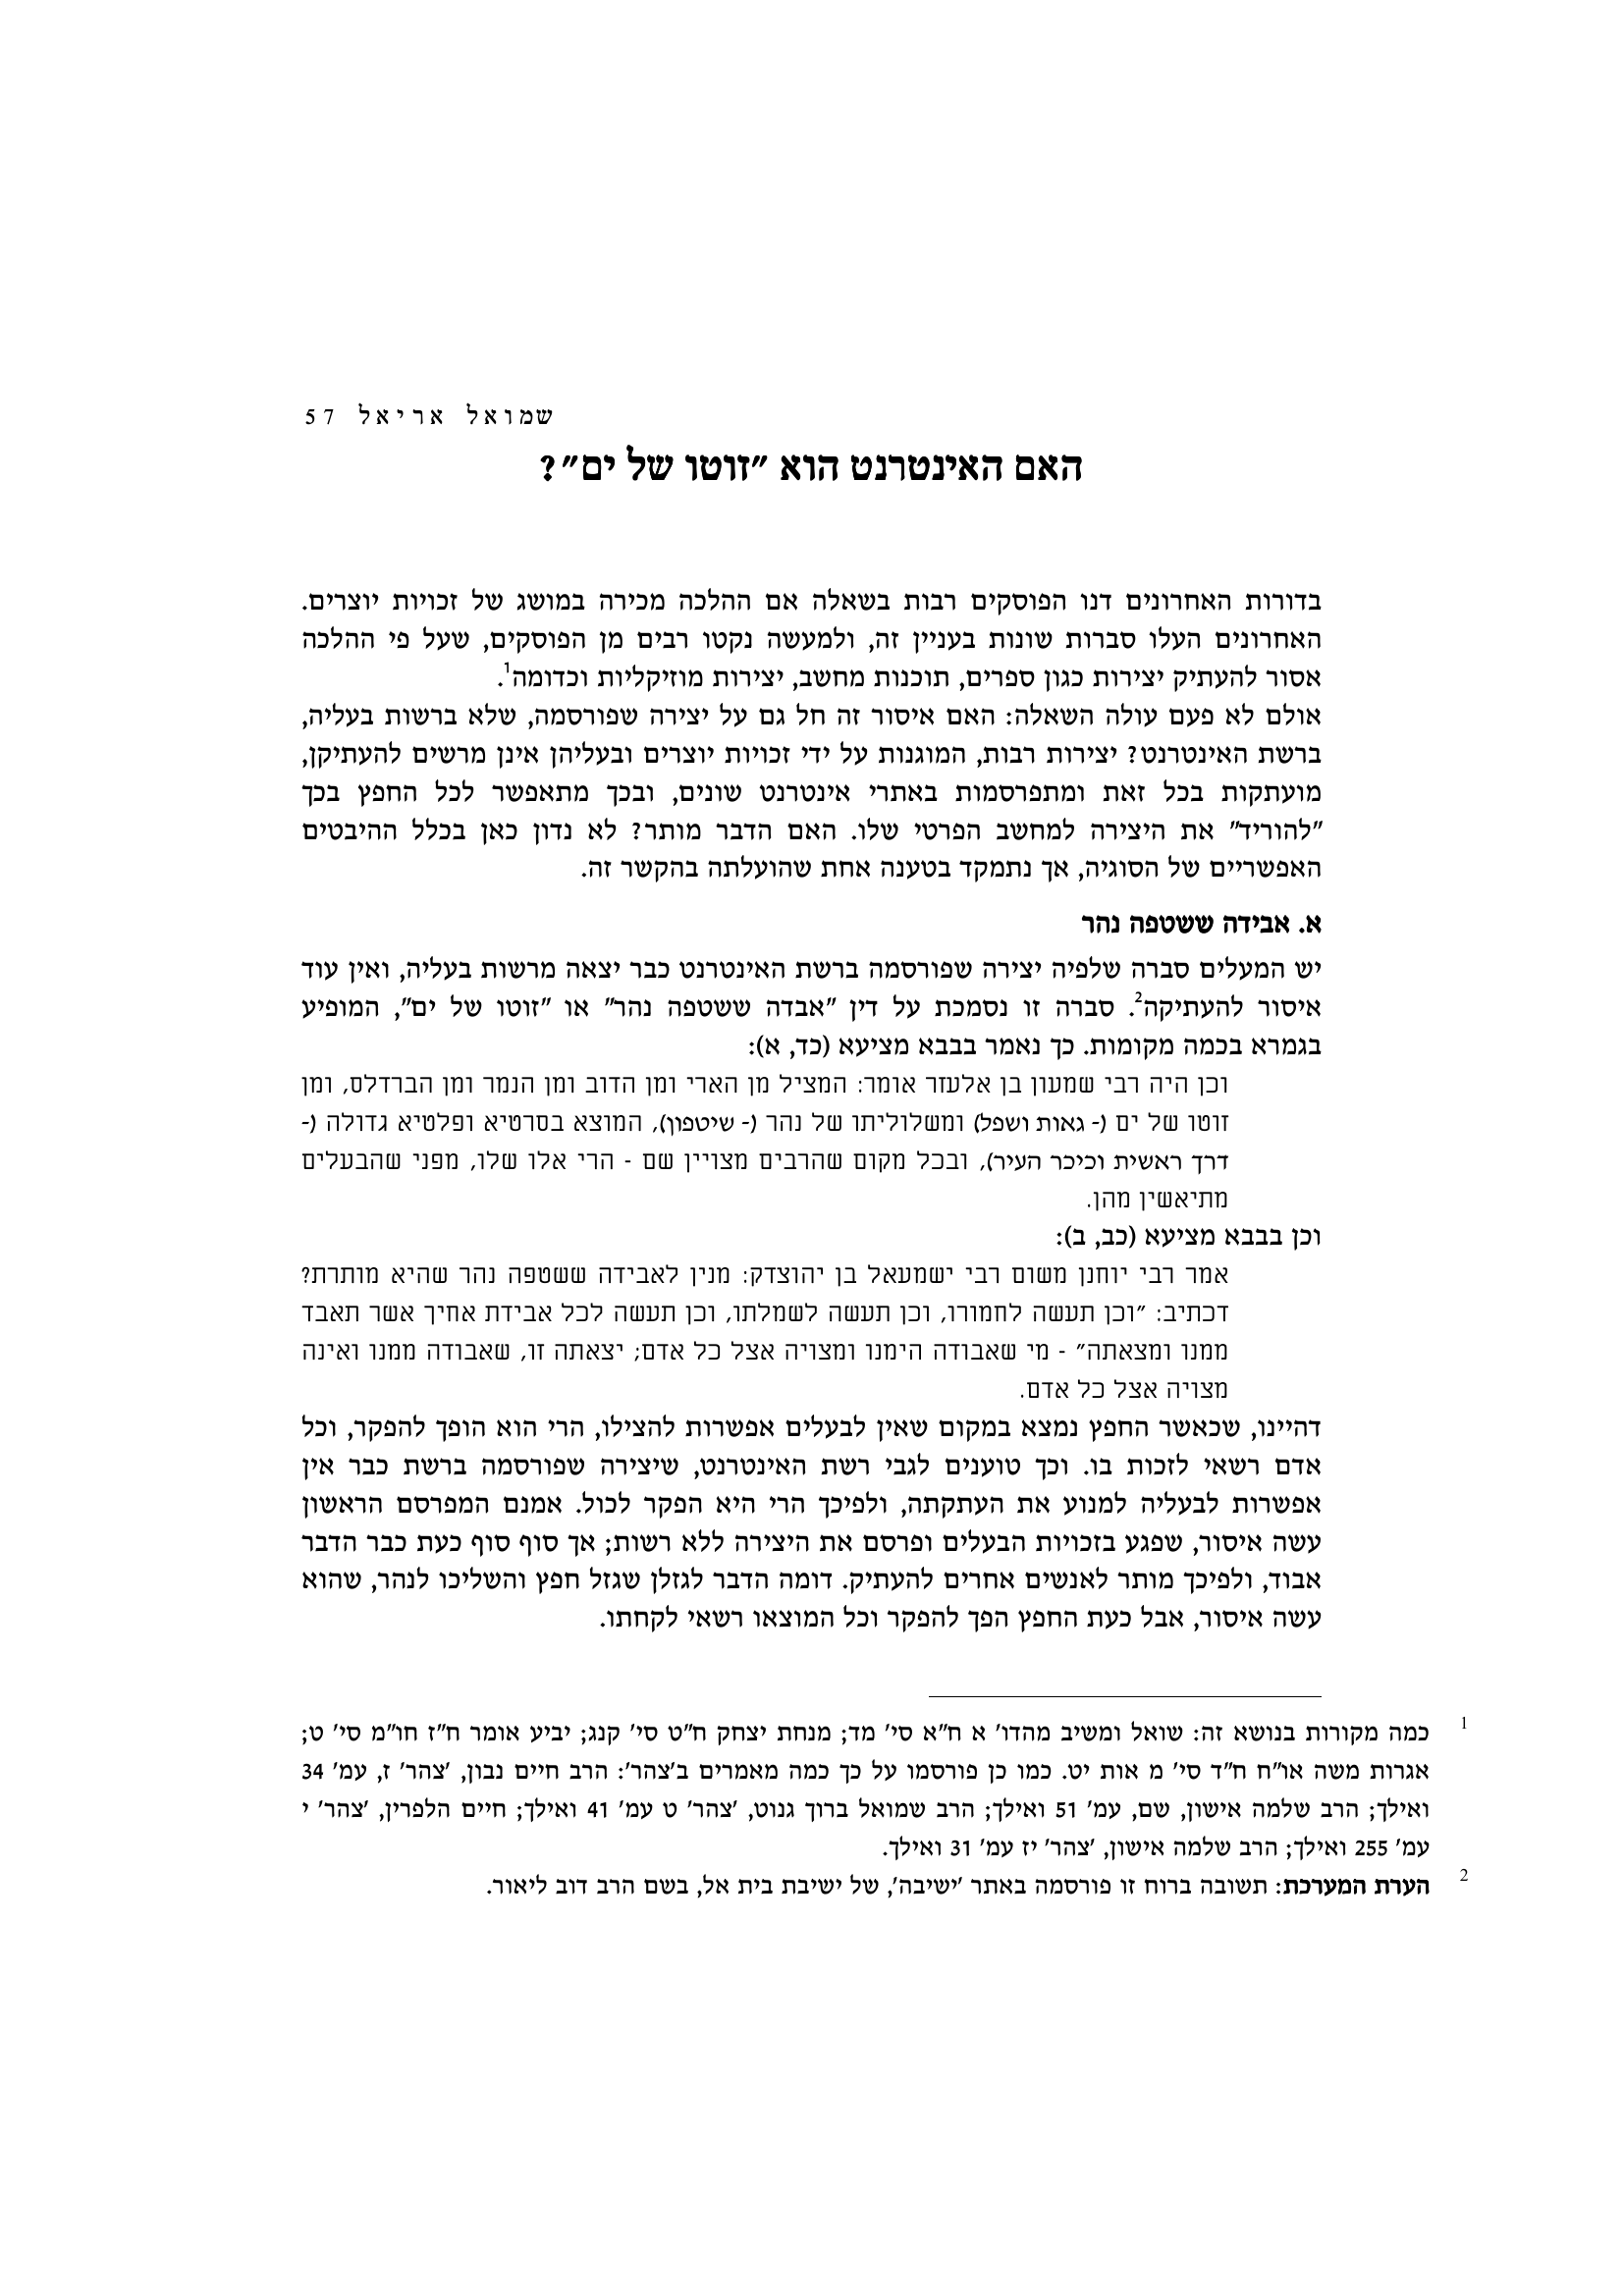 שמואל אריאל 57
האם האינטרנט הוא "זוטו של ים"?
בדורות האחרונים דנו הפוסקים רבות בשאלה אם ההלכה מכירה במושג של זכויות יוצרים.
האחרונים העלו סברות שונות בעניין זה, ולמעשה נקטו רבים מן הפוסקים, שעל פי ההלכה
אסור להעתיק יצירות כגון ספרים, תוכנות מחשב, יצירות מוזיקליות וכדומה1.
אולם לא פעם עולה השאלה: האם איסור זה חל גם על יצירה שפורסמה, שלא ברשות בעליה,
ברשת האינטרנט? יצירות רבות, המוגנות על ידי זכויות יוצרים ובעליהן אינן מרשים להעתיקן,
מועתקות בכל זאת ומתפרסמות באתרי אינטרנט שונים, ובכך מתאפשר לכל החפץ בכך
"להוריד" את היצירה למחשב הפרטי שלו. האם הדבר מותר? לא נדון כאן בכלל ההיבטים
האפשריים של הסוגיה, אך נתמקד בטענה אחת שהועלתה בהקשר זה.
א. אבידה ששטפה נהר
יש המעלים סברה שלפיה יצירה שפורסמה ברשת האינטרנט כבר יצאה מרשות בעליה, ואין עוד
איסור להעתיקה2. סברה זו נסמכת על דין "אבדה ששטפה נהר" או "זוטו של ים", המופיע
בגמרא בכמה מקומות. כך נאמר בבבא מציעא (כד, א):
וכן היה רבי שמעון בן אלעזר אומר: המציל מן הארי ומן הדוב ומן הנמר ומן הברדלס, ומן
זוטו של ים (- גאות ושפל) ומשלוליתו של נהר (- שיטפון), המוצא בסרטיא ופלטיא גדולה (-
דרך ראשית וכיכר העיר), ובכל מקום שהרבים מצויין שם - הרי אלו שלו, מפני שהבעלים
מתיאשין מהן.
וכן בבבא מציעא (כב, ב):
אמר רבי יוחנן משום רבי ישמעאל בן יהוצדק: מנין לאבידה ששטפה נהר שהיא מותרת?
דכתיב: "וכן תעשה לחמורו, וכן תעשה לשמלתו, וכן תעשה לכל אבידת אחיך אשר תאבד
ממנו ומצאתה" - מי שאבודה הימנו ומצויה אצל כל אדם; יצאתה זו, שאבודה ממנו ואינה
מצויה אצל כל אדם.
דהיינו, שכאשר החפץ נמצא במקום שאין לבעלים אפשרות להצילו, הרי הוא הופך להפקר, וכל
אדם רשאי לזכות בו. וכך טוענים לגבי רשת האינטרנט, שיצירה שפורסמה ברשת כבר אין
אפשרות לבעליה למנוע את העתקתה, ולפיכך הרי היא הפקר לכול. אמנם המפרסם הראשון
עשה איסור, שפגע בזכויות הבעלים ופרסם את היצירה ללא רשות; אך סוף סוף כעת כבר הדבר
אבוד, ולפיכך מותר לאנשים אחרים להעתיק. דומה הדבר לגזלן שגזל חפץ והשליכו לנהר, שהוא
עשה איסור, אבל כעת החפץ הפך להפקר וכל המוצאו רשאי לקחתו.
1 כמה מקורות בנושא זה: שואל ומשיב מהדו' א ח"א סי' מד; מנחת יצחק ח"ט סי' קנג; יביע אומר ח"ז חו"מ סי' ט;
אגרות משה או"ח ח"ד סי' מ אות יט. כמו כן פורסמו על כך כמה מאמרים ב'צהר': הרב חיים נבון, 'צהר' ז, עמ' 34
ואילך; הרב שלמה אישון, שם, עמ' 51 ואילך; הרב שמואל ברוך גנוט, 'צהר' ט עמ' 41 ואילך; חיים הלפרין, 'צהר' י
עמ' 255 ואילך; הרב שלמה אישון, 'צהר' יז עמ' 31 ואילך.
2 הערת המערכת: תשובה ברוח זו פורסמה באתר 'ישיבה', של ישיבת בית אל, בשם הרב דוב ליאור.